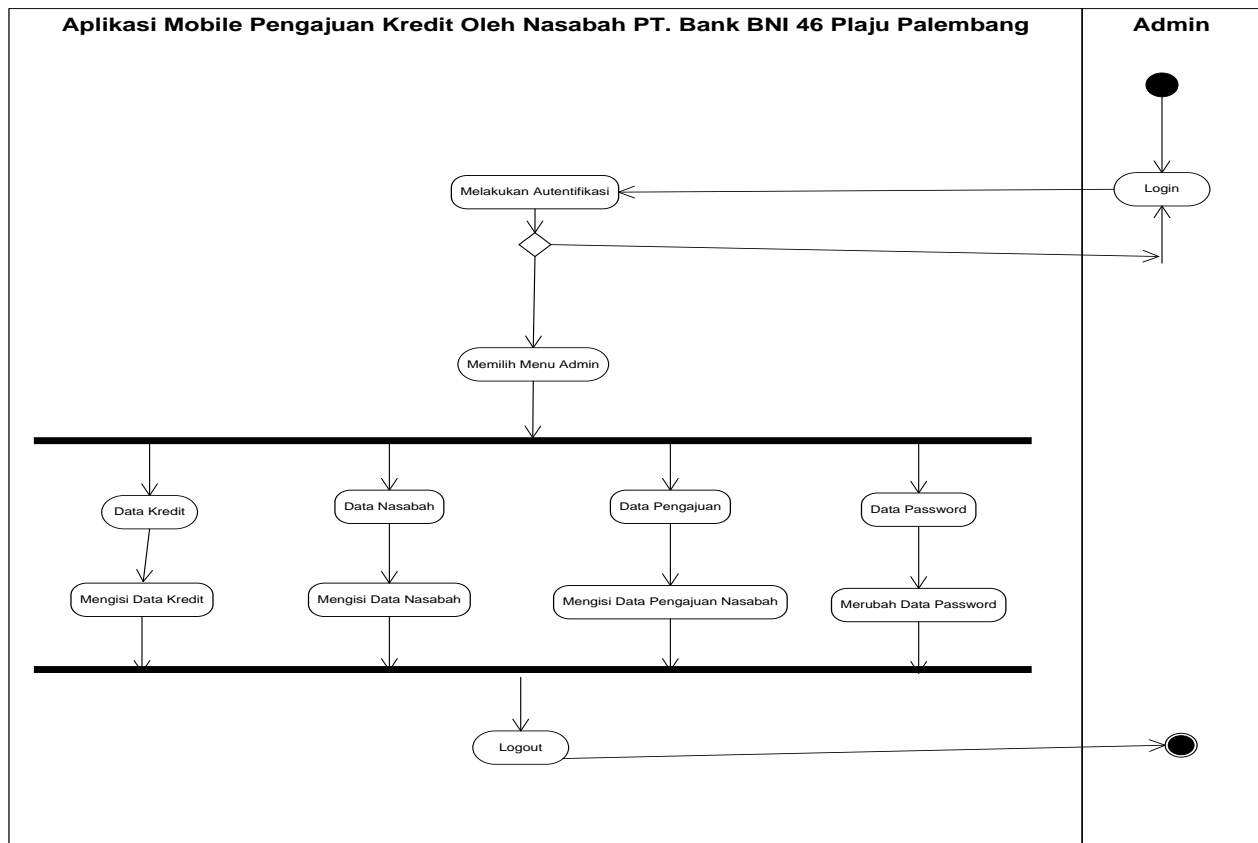 Aplikasi Mobile Pengajuan Kredit Oleh Nasabah PT. Bank BNI 46 Plaju Palembang
Admin
Melakukan Autentifikasi
Login
Memilih Menu Admin
Data Kredit
Data Nasabah
Data Pengajuan
Data Password
Mengisi Data Kredit
Mengisi Data Nasabah
Mengisi Data Pengajuan Nasabah
Merubah Data Password
Logout